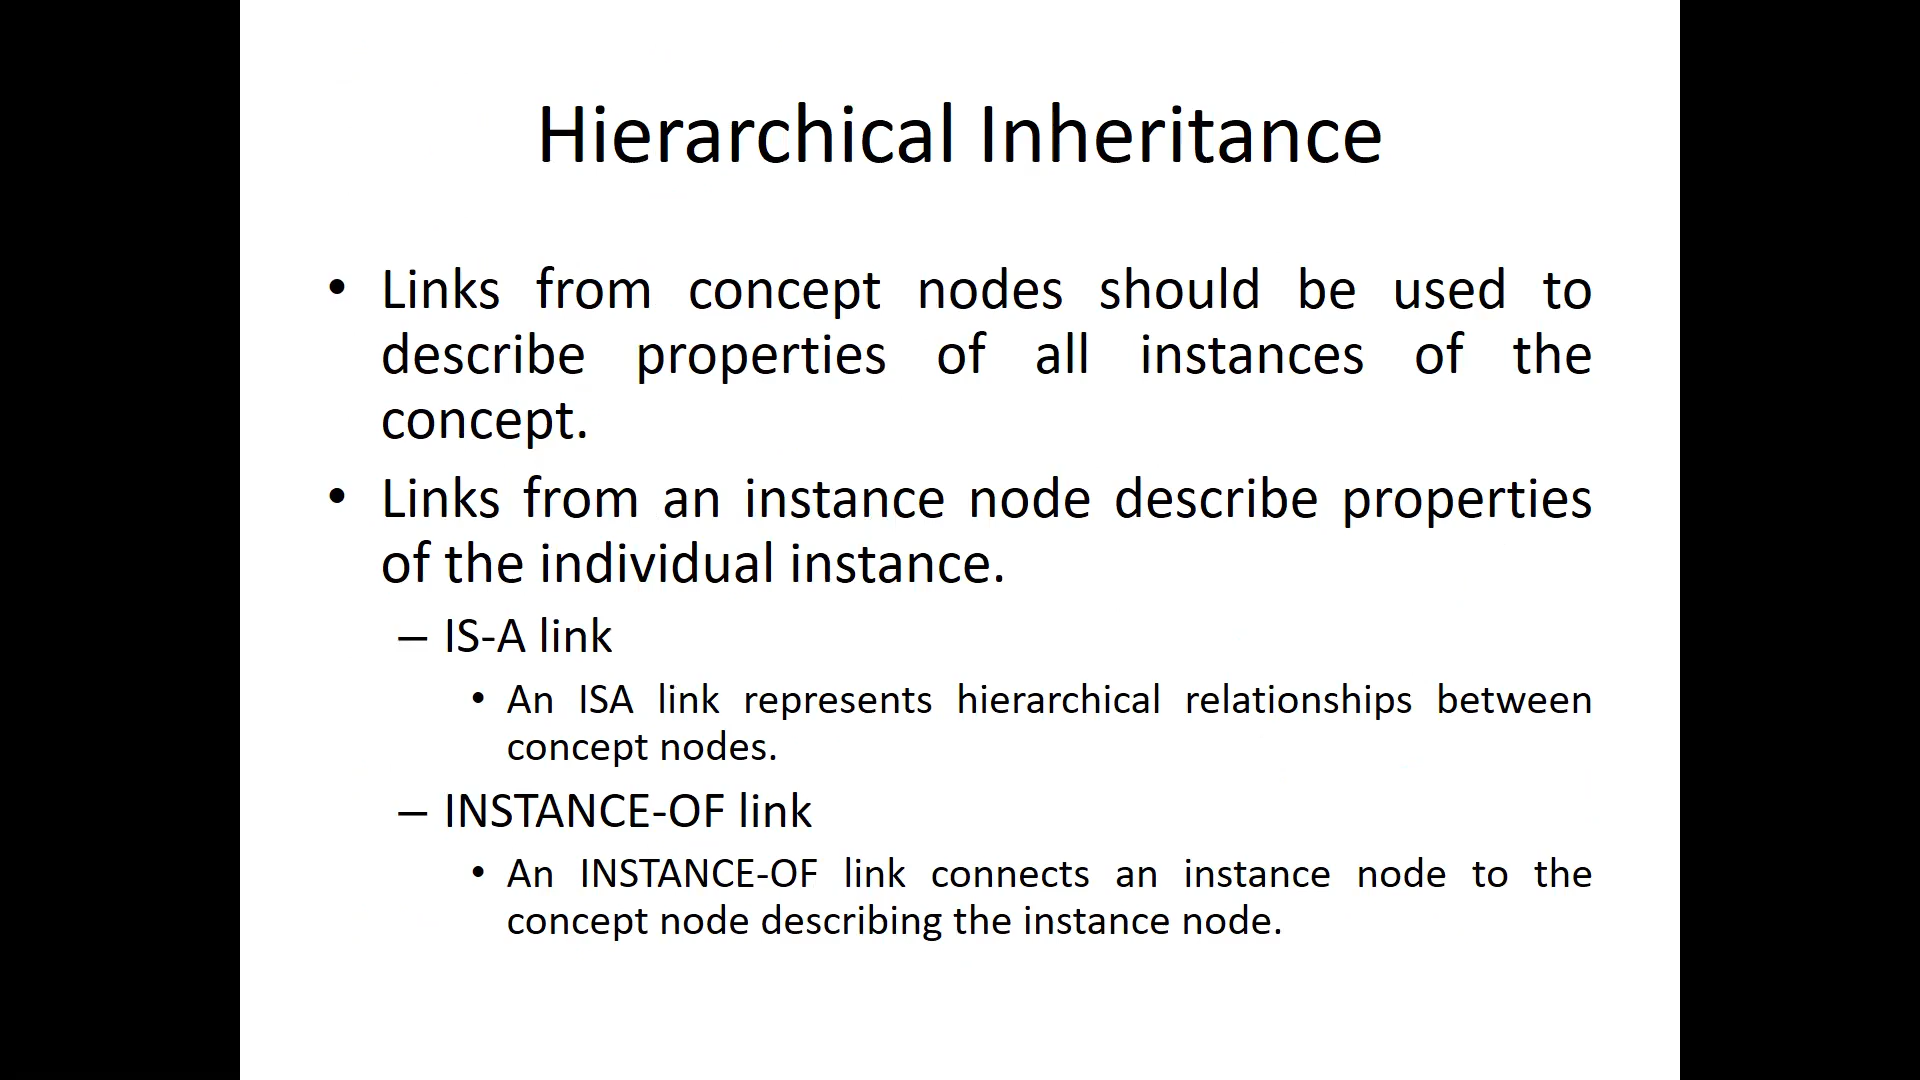 Hierarchical Inheritance
• Links from concept nodes should be used to
describe properties of all instances of the
concept.
• Links from an instance node describe properties
of the individual instance.
– IS-A link
• An ISA link represents hierarchical relationships between
concept nodes.
– INSTANCE-OF link
• An INSTANCE-OF link connects an instance node to the
concept node describing the instance node.